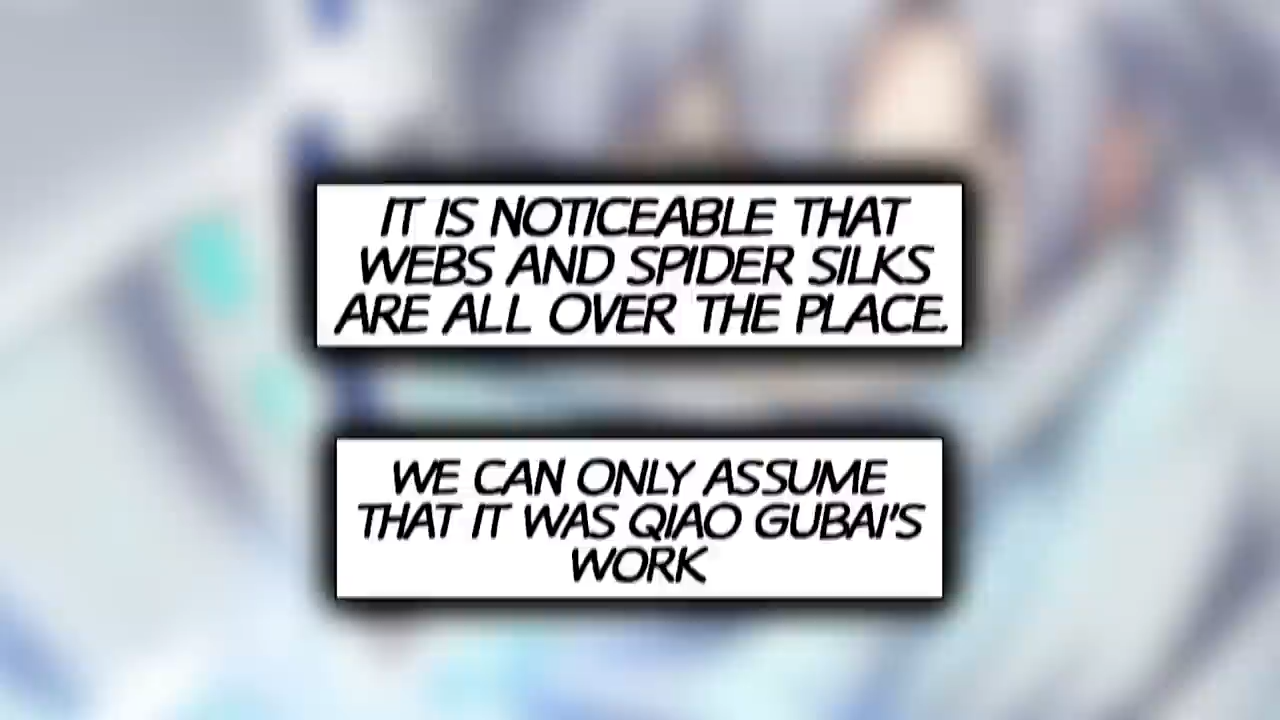 IT IS NOTICEABLE THAT
WEBS AND SPIDER SILKS
ARE ALL OVER THE PLACE.
WE CAN ONLY ASSUME
THAT IT WAS QIAO GUBAI'S
WORK